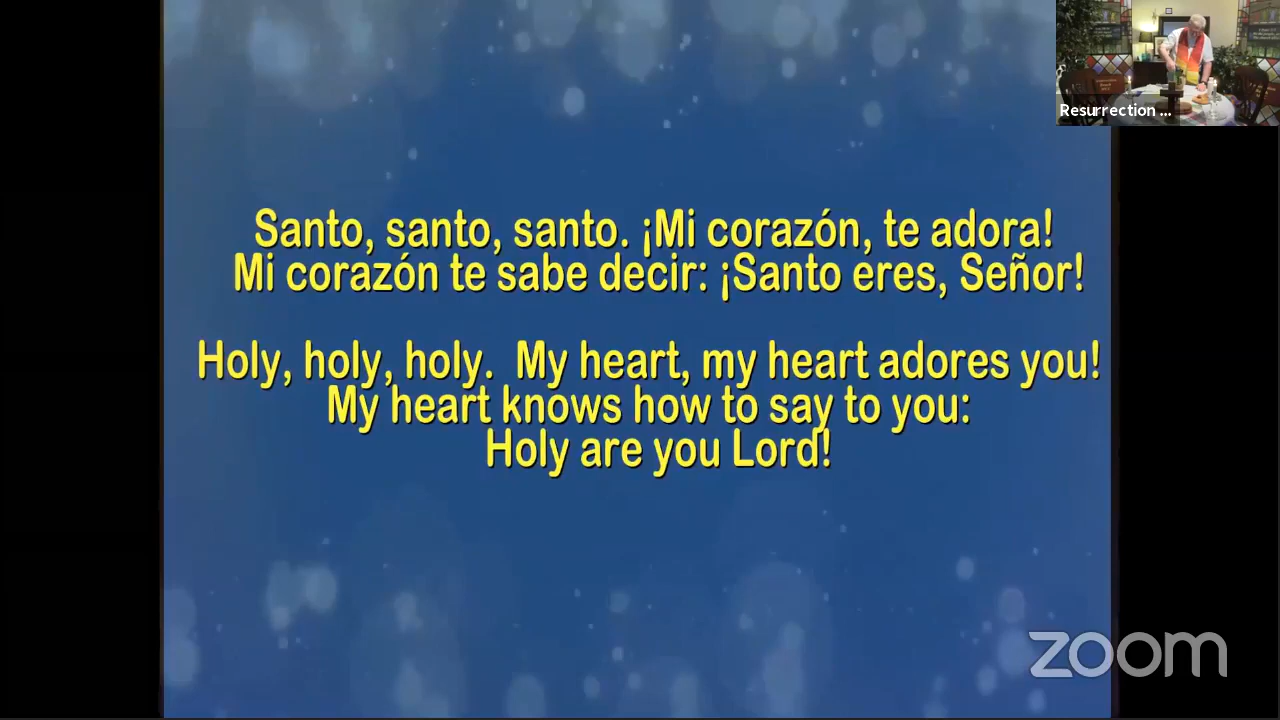 Santo, santo, santo. ¡Mi corazón, te adora!
Mi corazón te sabe decir: ¡Santo eres, Señor!
Holy, holy, holy. My heart, my heart adores you!
My heart knows how to say to you:
Holy are you Lord!
Resurrection ...
zoom